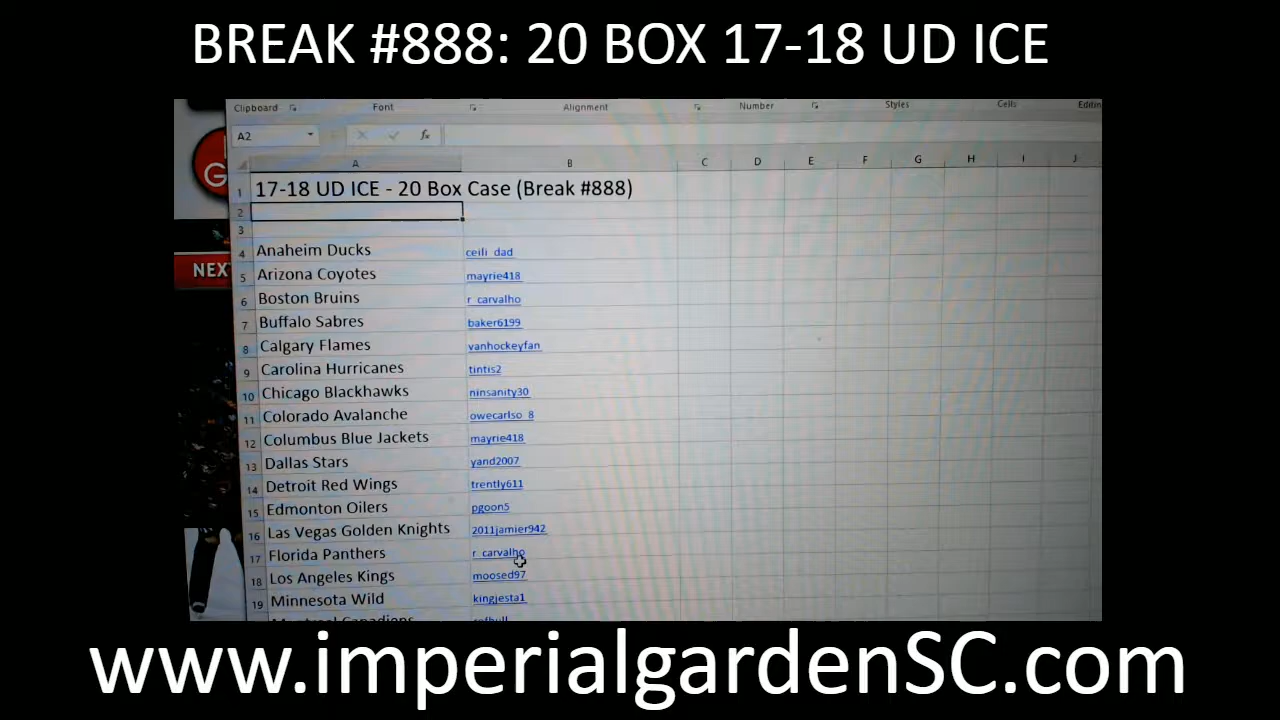 BREAK #888: 20 BOX 17-18 UD ICE
Clipboard Font Alignment Number Styles Cells
A2 fx
A B C D E F G H I J
1 17-18 UD ICE - 20 Box Case (Break #888)
2
3
4 Anaheim Ducks ceili_dad
5 Arizona Coyotes mayrie418
6 Boston Bruins r_carvalho
7 Buffalo Sabres baker6199
8 Calgary Flames vanhockeyfan
9 Carolina Hurricanes tintis2
10 Chicago Blackhawks ninsanity30
11 Colorado Avalanche owecarlso_8
NEX
12 Columbus Blue Jackets mayrie418
13 Dallas Stars yand2007
14 Detroit Red Wings trently611
15 Edmonton Oilers pgoon5
16 Las Vegas Golden Knights 2011jamier942
17 Florida Panthers r_carvalho
18 Los Angeles Kings moosed97
19 Minnesota Wild kingjesta1
www.imperialgardenSC.com